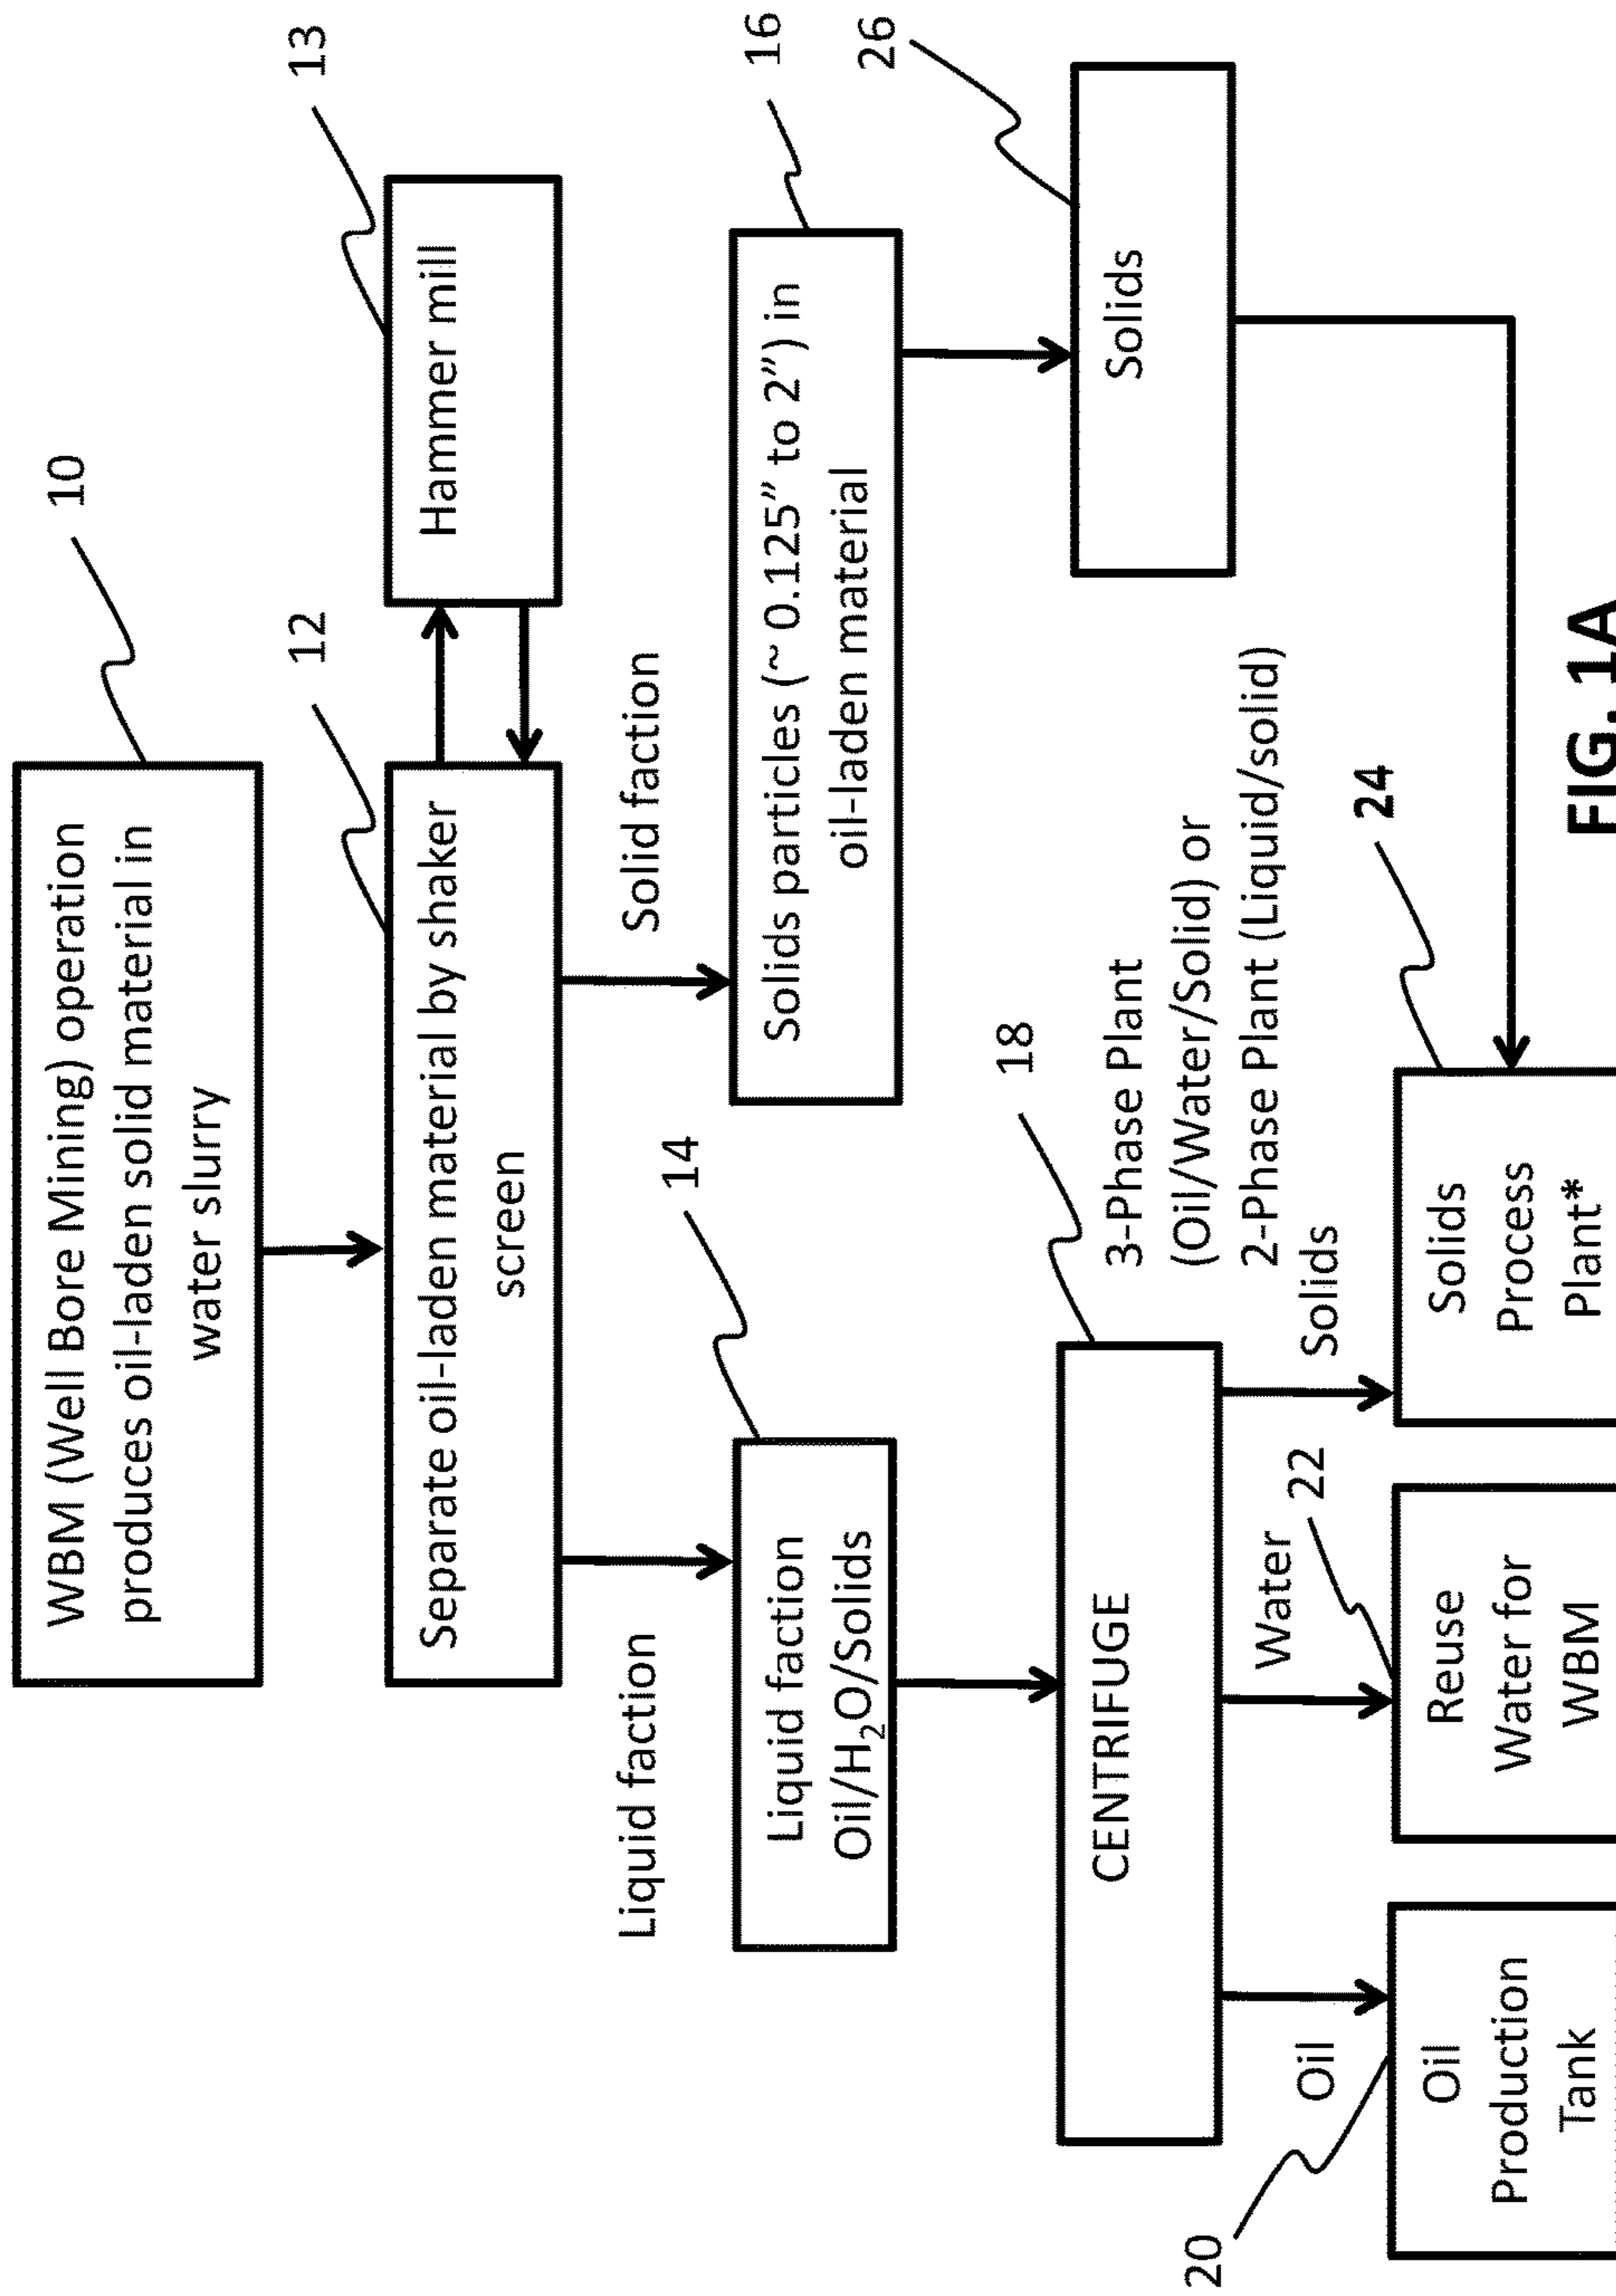 10
WBM (Well Bore Mining) operation
produces oil-laden solid material in
water slurry
12
13
Separate oil-laden material by shaker
screen
Hammer mill
Liquid faction
Solid faction
14
16
Liquid faction
Oil/H₂O/Solids
Solids particles (~ 0.125” to 2”) in
oil-laden material
18
26
CENTRIFUGE
3-Phase Plant
(Oil/Water/Solid) or
2-Phase Plant (Liquid/solid)
Solids
20
Oil
Water
22
Solids
24
Oil
Production
Tank
Reuse
Water for
WBM
Solids
Process
Plant*
FIG. 1A